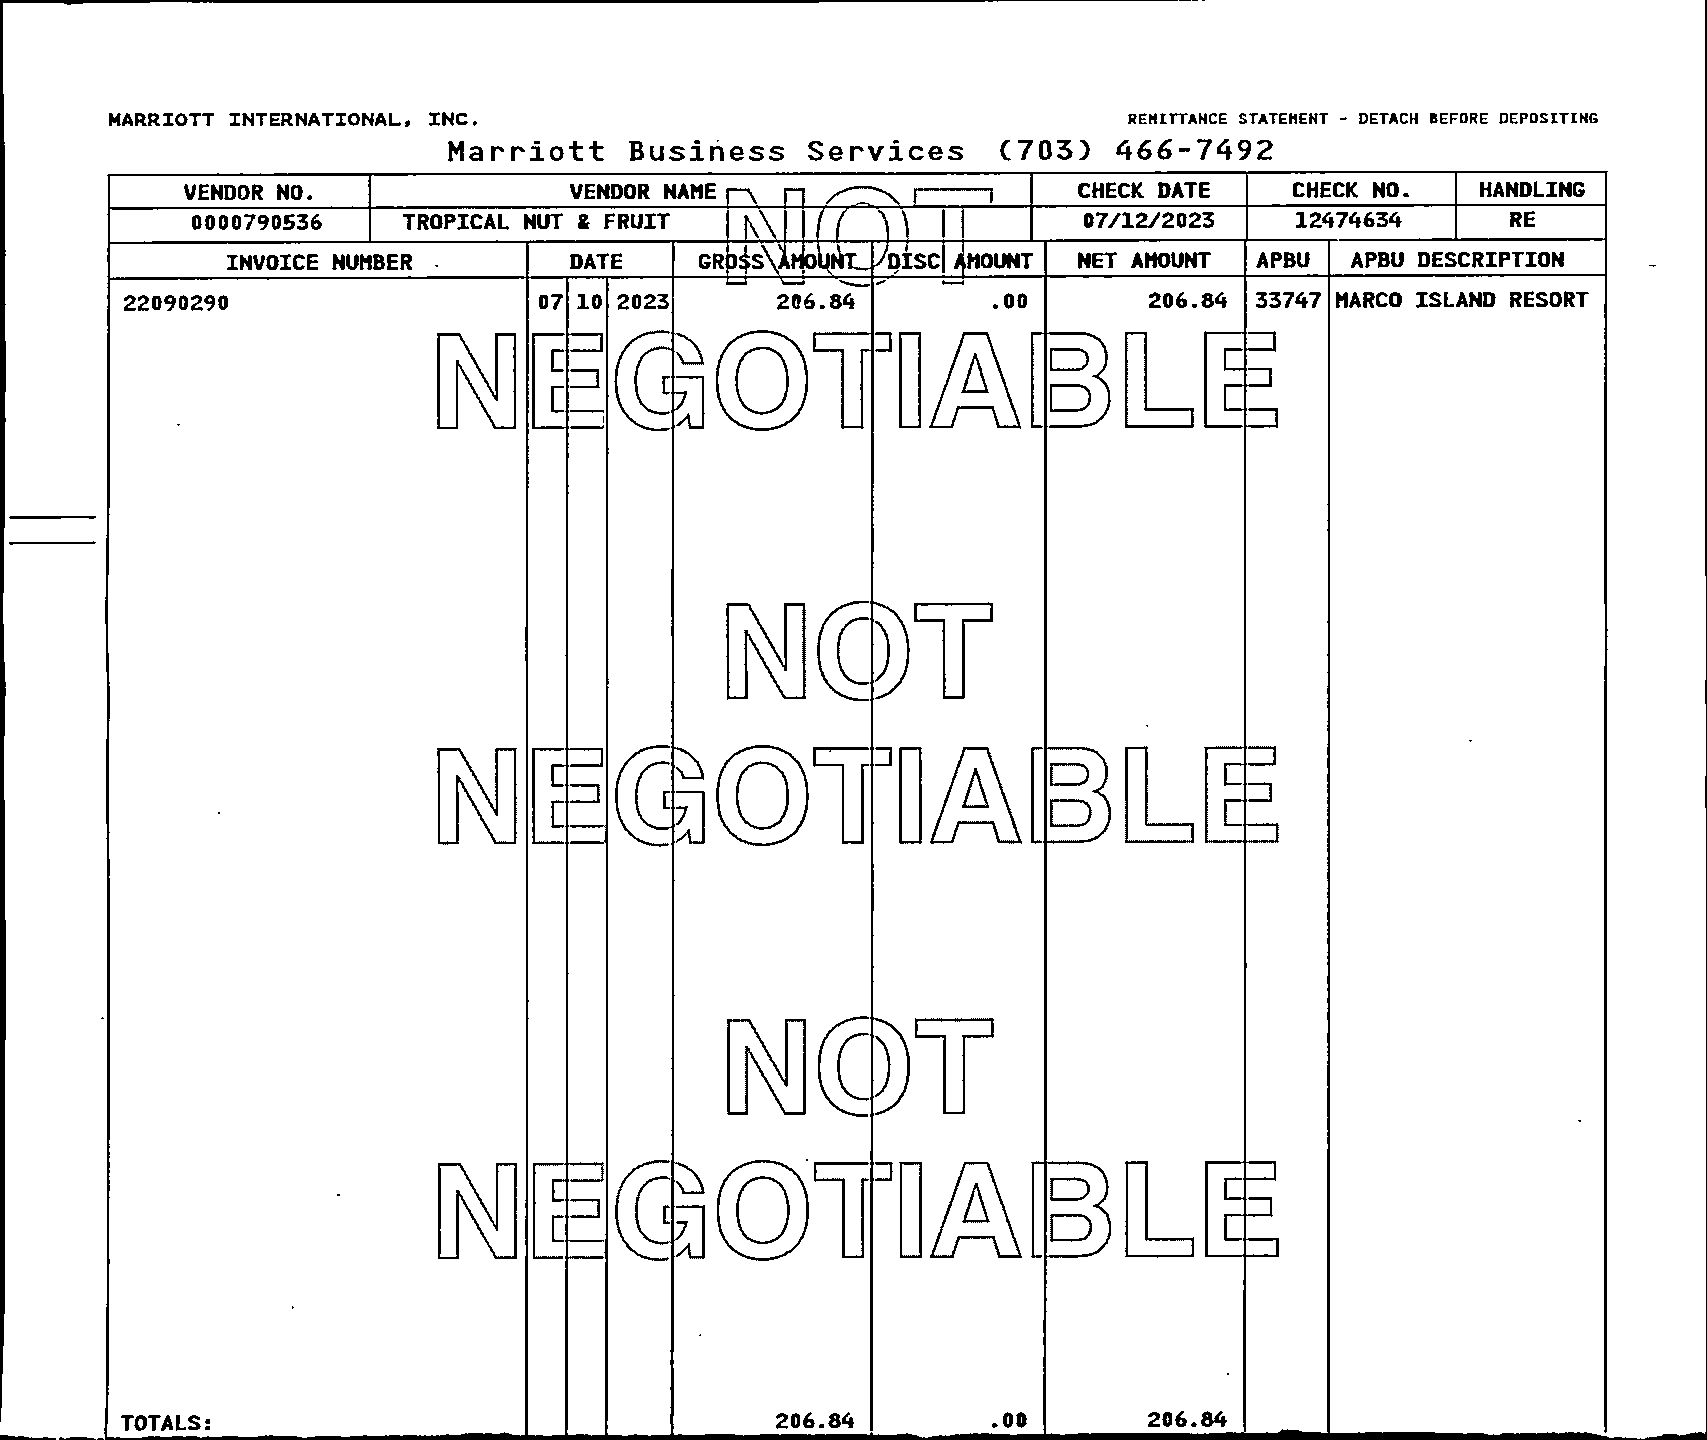 MARRIOTT INTERNATIONAL, INC.
REMITTANCE STATEMENT - DETACH BEFORE DEPOSITING
Marriott Business Services (703) 466-7492
VENDOR NO. VENDOR NAME CHECK DATE CHECK NO. HANDLING
0000790536 TROPICAL NUT & FRUIT 07/12/2023 12474634 RE
NOT
INVOICE NUMBER DATE GROSS AMOUNT DISC AMOUNT NET AMOUNT APBU APBU DESCRIPTION
22090290 07 10 2023 206.84 .00 206.84 33747 MARCO ISLAND RESORT
NEGOTIABLE
NOT
NEGOTIABLE
NOT
NEGOTIABLE
TOTALS: 206.84 .00 206.84